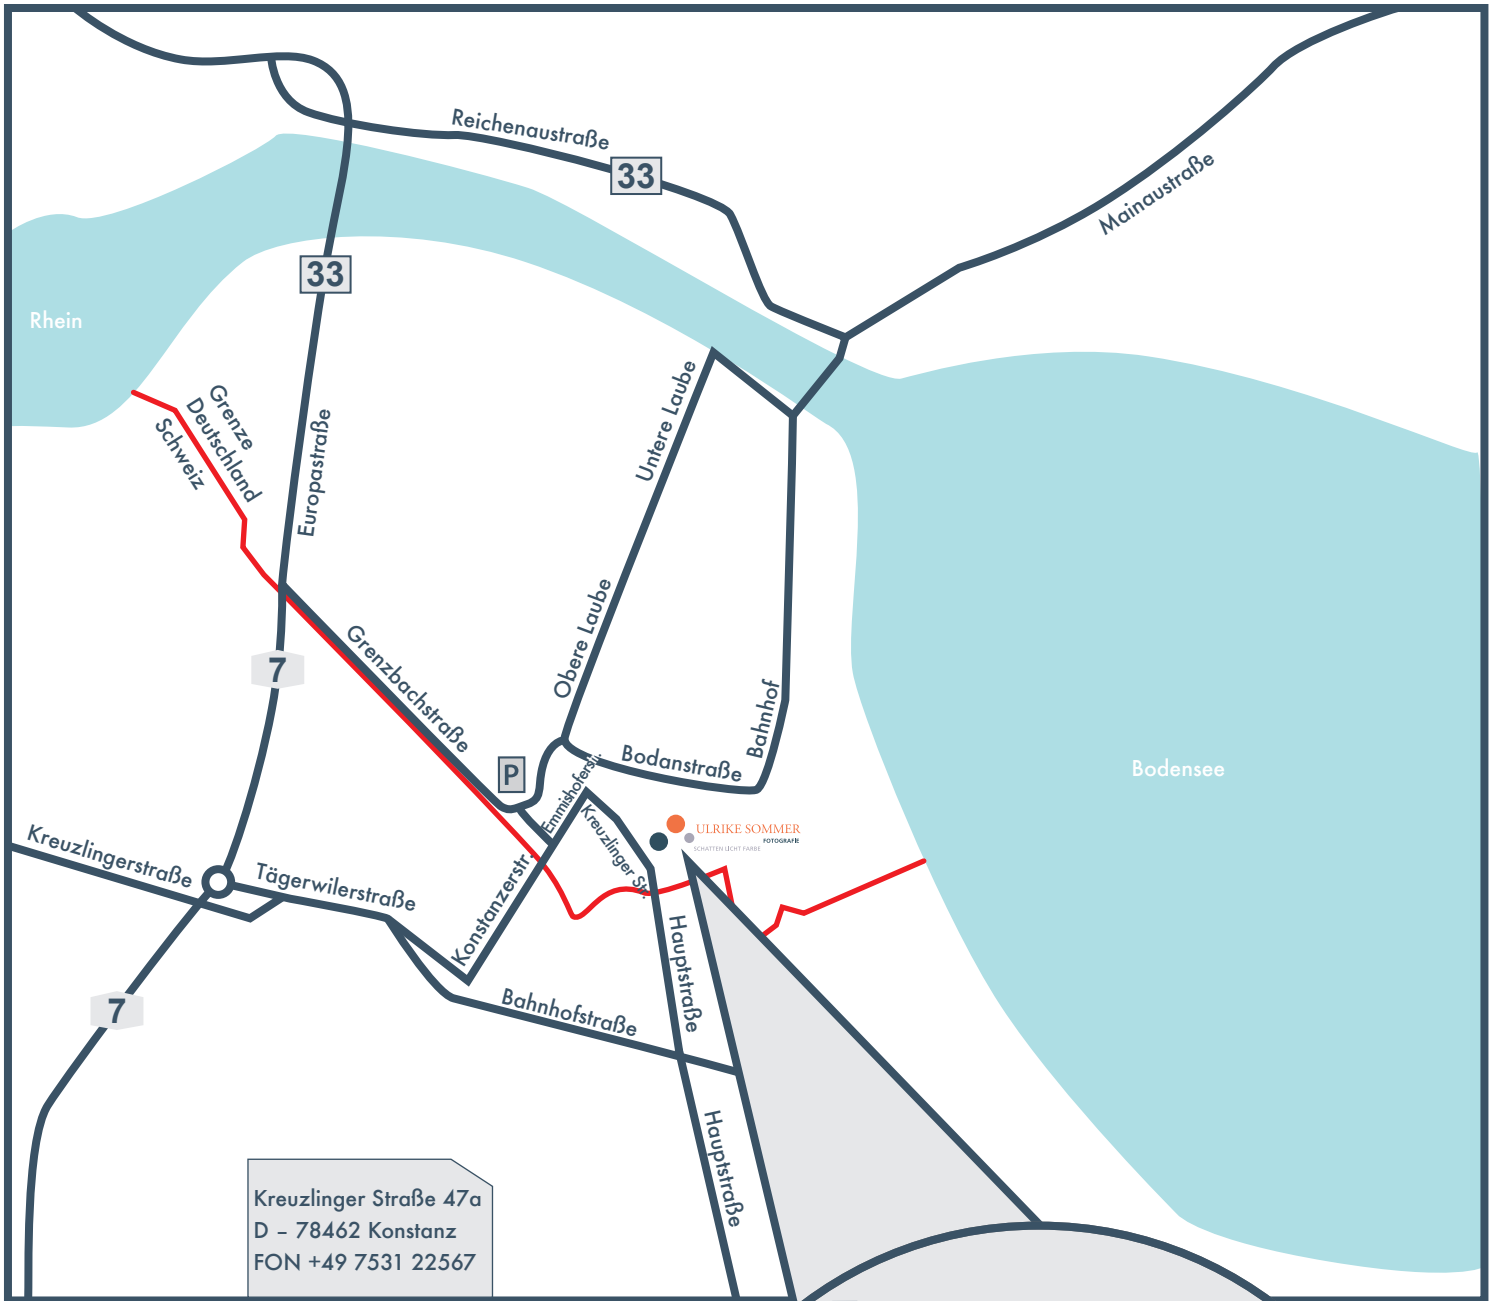 Reichenaustraße
33
Mainaustraße
33
Rhein
Grenze
Deutschland
Schweiz
Europastraße
Untere Laube
Obere Laube
Grenzbachstraße
7
Bahnhof
Bodanstraße
P
Emmishoferstr.
Bodensee
Kreuzlinger Str.
ULRIKE SOMMER
FOTOGRAFIE
SCHATTEN LICHT FARBE
Kreuzlingerstraße
Tägerwilerstraße
Konstanzerstr.
Hauptstraße
Bahnhofstraße
7
Hauptstraße
Kreuzlinger Straße 47a
D – 78462 Konstanz
FON +49 7531 22567